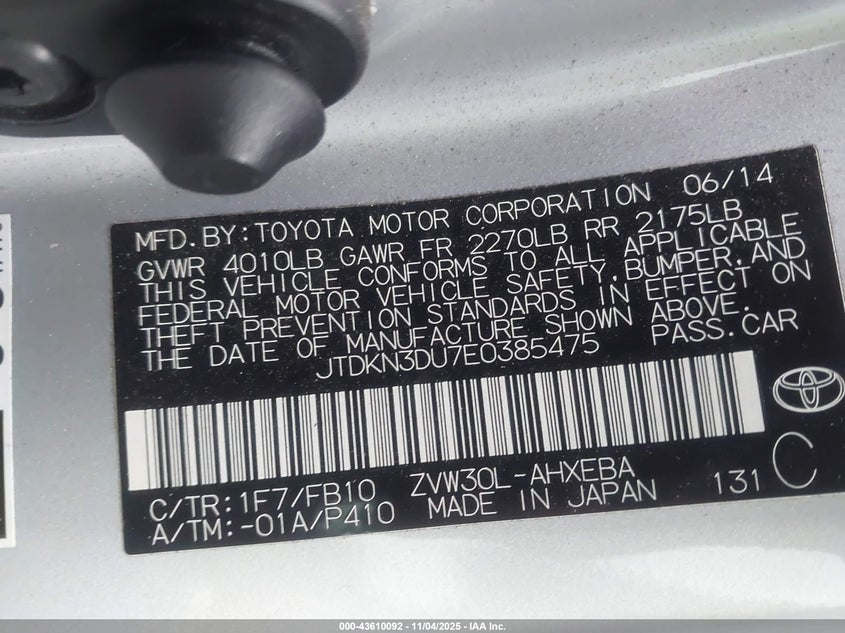 MFD. BY: TOYOTA MOTOR CORPORATION 06/14
GVWR 4010LB GAWR FR 2270LB RR 2175LB
THIS VEHICLE CONFORMS TO ALL APPLICABLE
FEDERAL MOTOR VEHICLE SAFETY, BUMPER, AND
THEFT PREVENTION STANDARDS IN EFFECT ON
THE DATE OF MANUFACTURE SHOWN ABOVE.
JTDKN3DU7E0385475 PASS. CAR
C/TR: 1F7/FB10 ZVW30L-AHXEBA
A/TM: -01A/P410 MADE IN JAPAN 131 C
000-43610092 - 11/04/2025 - IAA Inc.